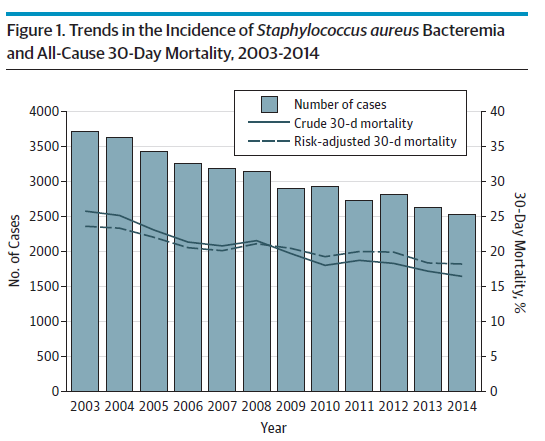 Figure 1. Trends in the Incidence of Staphylococcus aureus Bacteremia
and All-Cause 30-Day Mortality, 2003-2014
Number of cases
Crude 30-d mortality
Risk-adjusted 30-d mortality
4000
3500
3000
2500
2000
1500
1000
500
0
No. of Cases
40
35
30
25
20
15
10
5
0
30-Day Mortality, %
2003 2004 2005 2006 2007 2008 2009 2010 2011 2012 2013 2014
Year